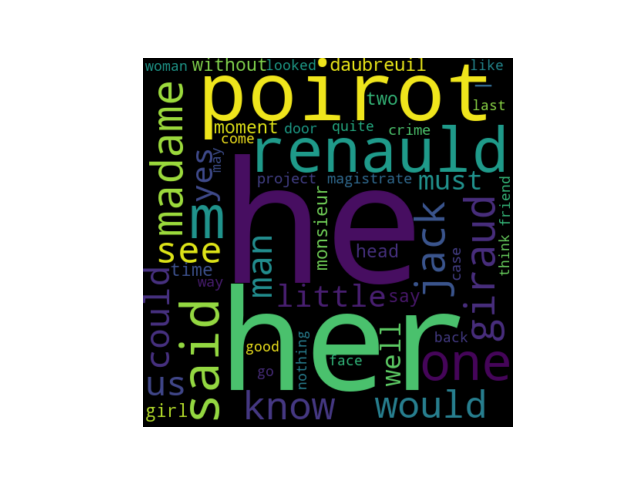 woman without looked daubreuil like
poirot
two
l
last
madame
moment door quite crime
come
renauld
yes
may
project magistrate must
m
he
monsieur
jack
giraud
friend
think
see
man
head
case
time
way
could
little say
said
her
well
back
good
nothing
face
one
go
us
girl know would